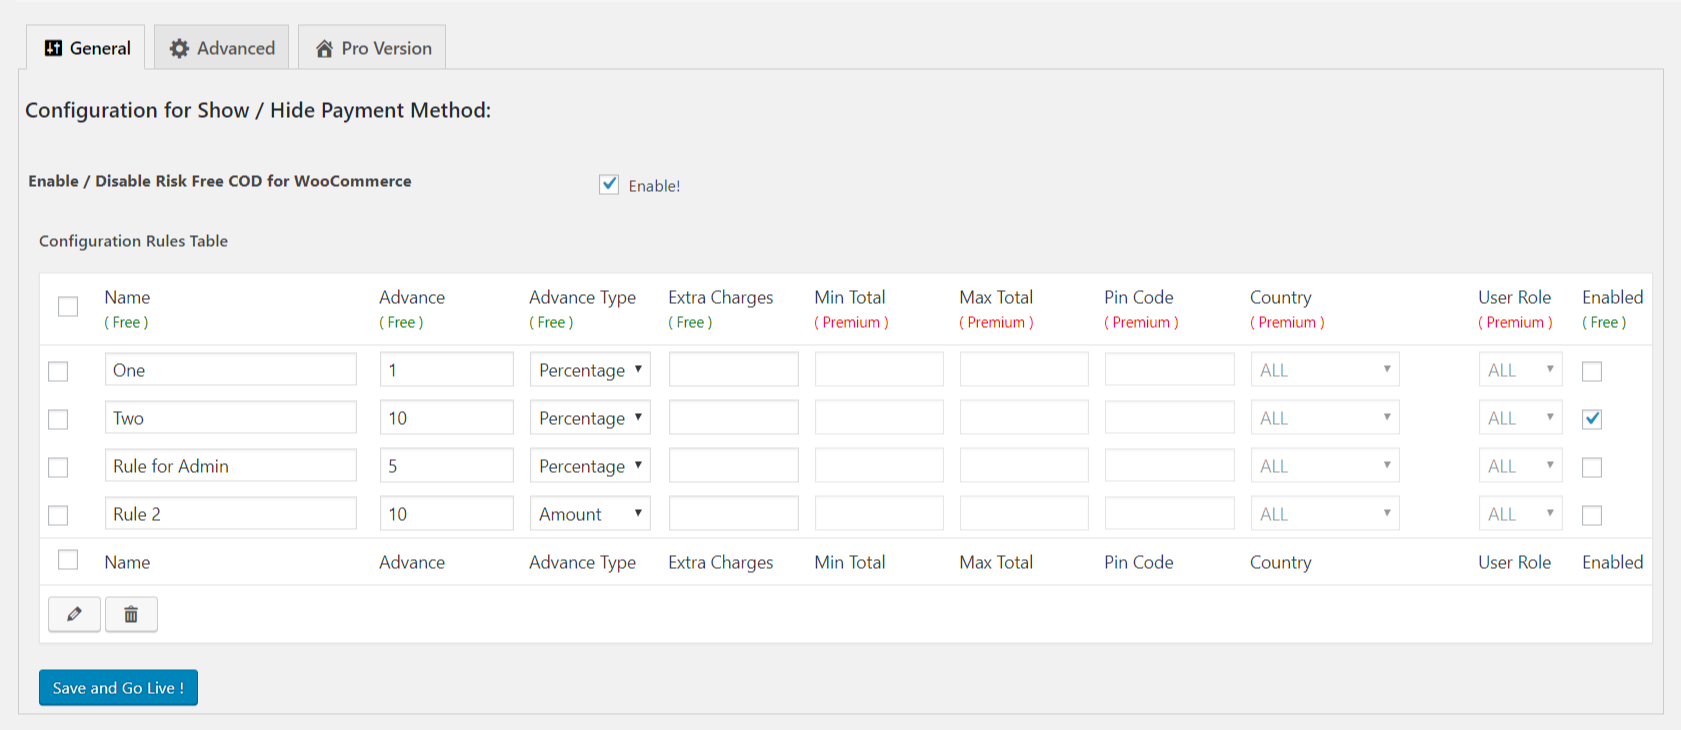 General Advanced Pro Version
Configuration for Show / Hide Payment Method:
Enable / Disable Risk Free COD for WooCommerce Enable!
Configuration Rules Table
Name Advance Advance Type Extra Charges Min Total Max Total Pin Code Country User Role Enabled
( Free ) ( Free ) ( Free ) ( Free ) ( Premium ) ( Premium ) ( Premium ) ( Premium ) ( Premium ) ( Free )
One 1 Percentage ALL ALL
Two 10 Percentage ALL ALL
Rule for Admin 5 Percentage ALL ALL
Rule 2 10 Amount ALL ALL
Name Advance Advance Type Extra Charges Min Total Max Total Pin Code Country User Role Enabled
Save and Go Live !